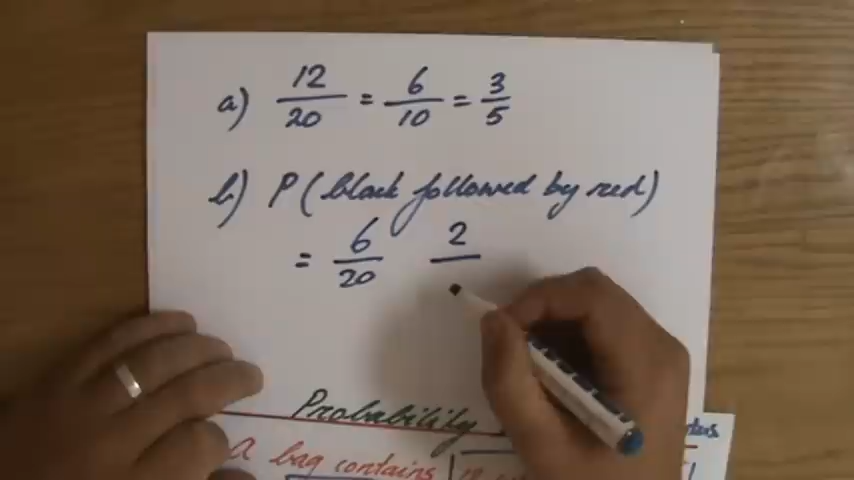 a) 12/20 = 6/10 = 3/5
b) P (black followed by red)
= 6/20 2/
Probability
A bag contains